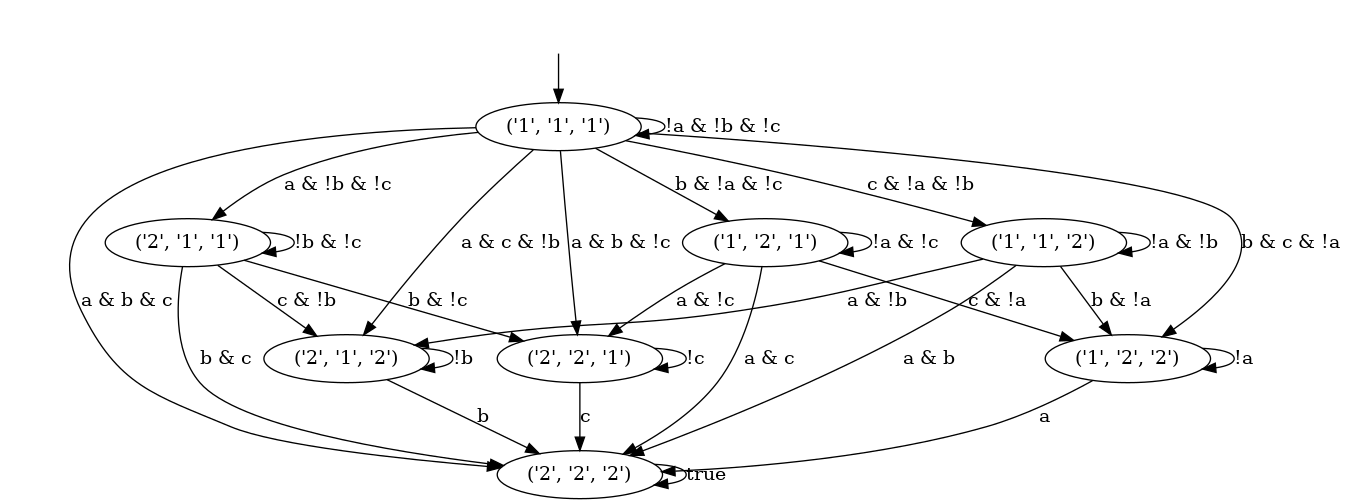 ('1', '1', '1')
!a & !b & !c
a & !b & !c
b & !a & !c
c & !a & !b
('2', '1', '1')
!b & !c
a & c & !b
a & b & !c
('1', '2', '1')
!a & !c
('1', '1', '2')
!a & !b
b & c & !a
a & b & c
c & !b
b & !c
a & !c
a & !b
c & !a
b & !a
b & c
('2', '1', '2')
!b
('2', '2', '1')
!c
a & c
a & b
('1', '2', '2')
!a
b
c
a
('2', '2', '2')
true